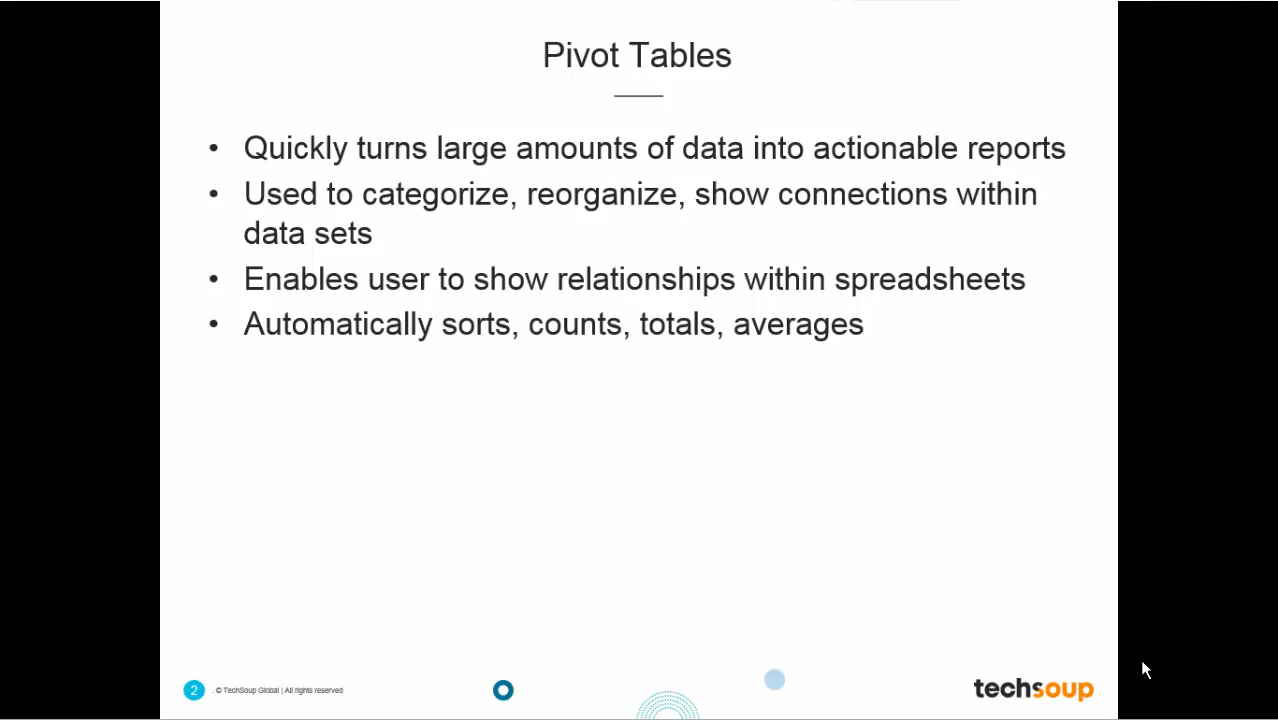 Pivot Tables
• Quickly turns large amounts of data into actionable reports
• Used to categorize, reorganize, show connections within
data sets
• Enables user to show relationships within spreadsheets
• Automatically sorts, counts, totals, averages
2 . © TechSoup Global | All rights reserved
techsoup